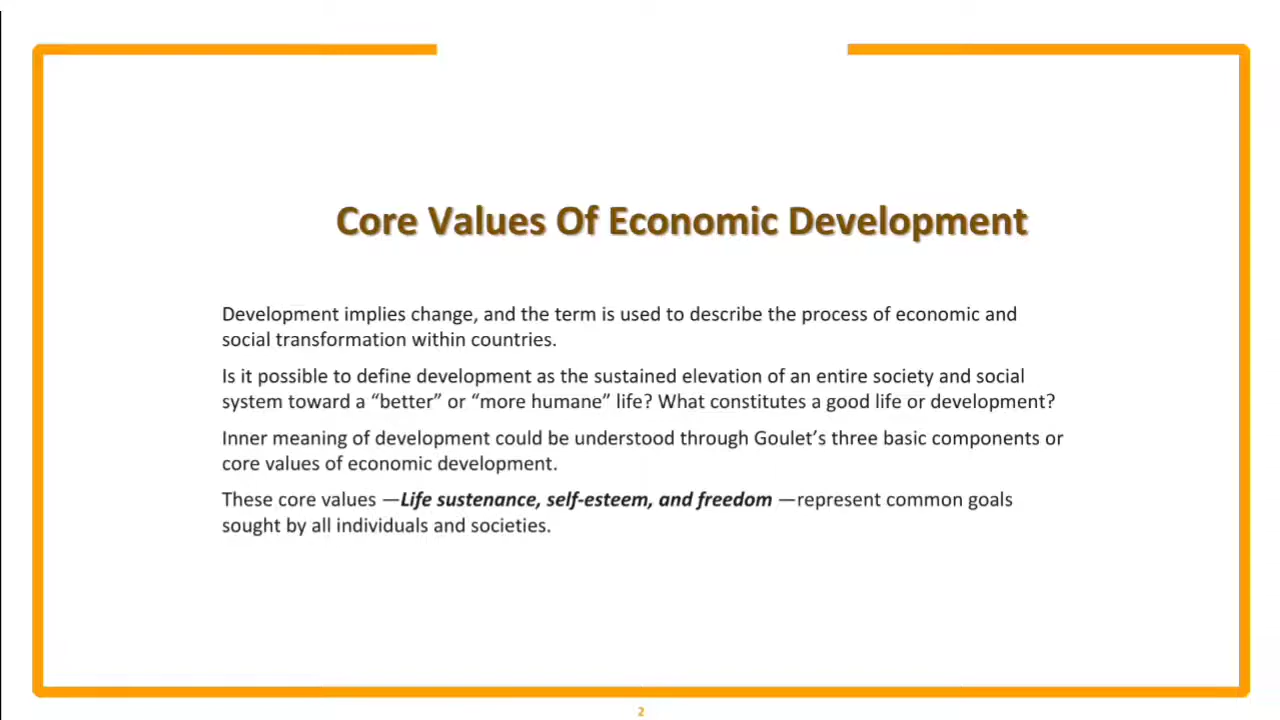 Core Values Of Economic Development
Development implies change, and the term is used to describe the process of economic and
social transformation within countries.
Is it possible to define development as the sustained elevation of an entire society and social
system toward a “better” or “more humane” life? What constitutes a good life or development?
Inner meaning of development could be understood through Goulet’s three basic components or
core values of economic development.
These core values —Life sustenance, self-esteem, and freedom —represent common goals
sought by all individuals and societies.
2